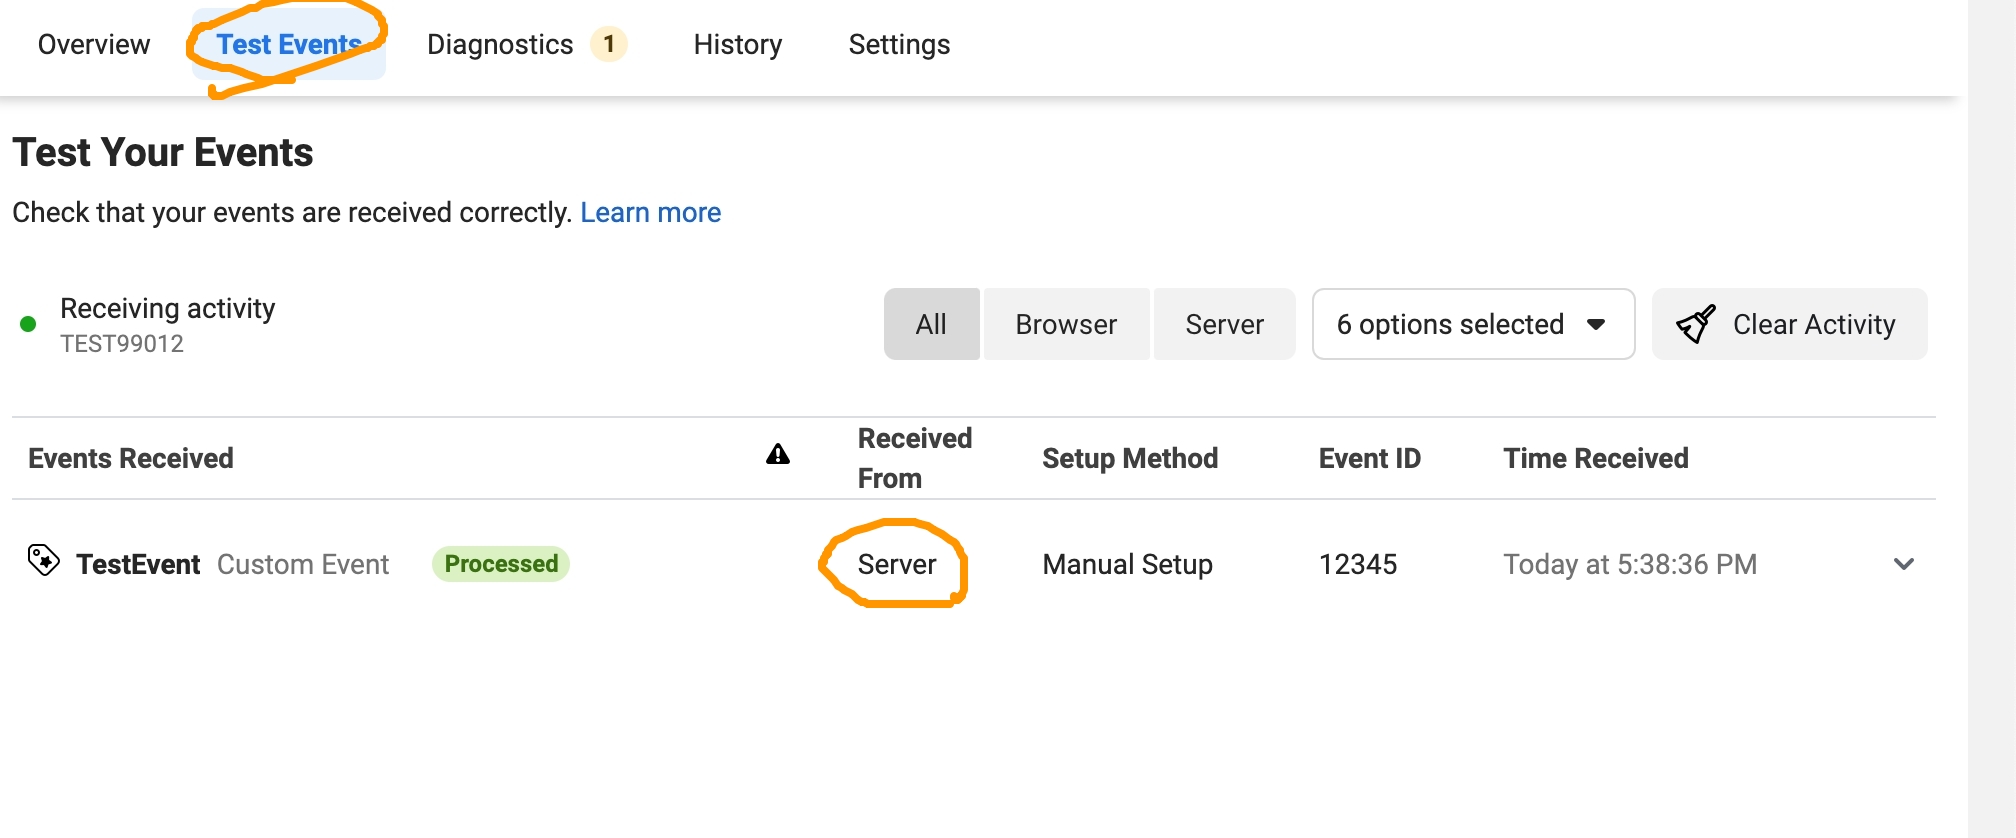 Overview Test Events Diagnostics 1 History Settings
Test Your Events
Check that your events are received correctly. Learn more
Receiving activity
TEST99012
All Browser Server 6 options selected Clear Activity
Events Received Received From Setup Method Event ID Time Received
TestEvent Custom Event Processed Server Manual Setup 12345 Today at 5:38:36 PM